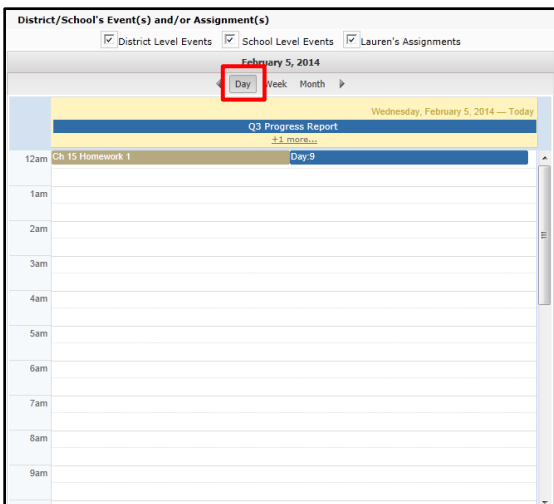 District/School's Event(s) and/or Assignment(s)
District Level Events School Level Events Lauren's Assignments
February 5, 2014
Day Week Month
Wednesday, February 5, 2014 — Today
Q3 Progress Report
+1 more...
12am Ch 15 Homework 1 Day:9
1am
2am
3am
4am
5am
6am
7am
8am
9am